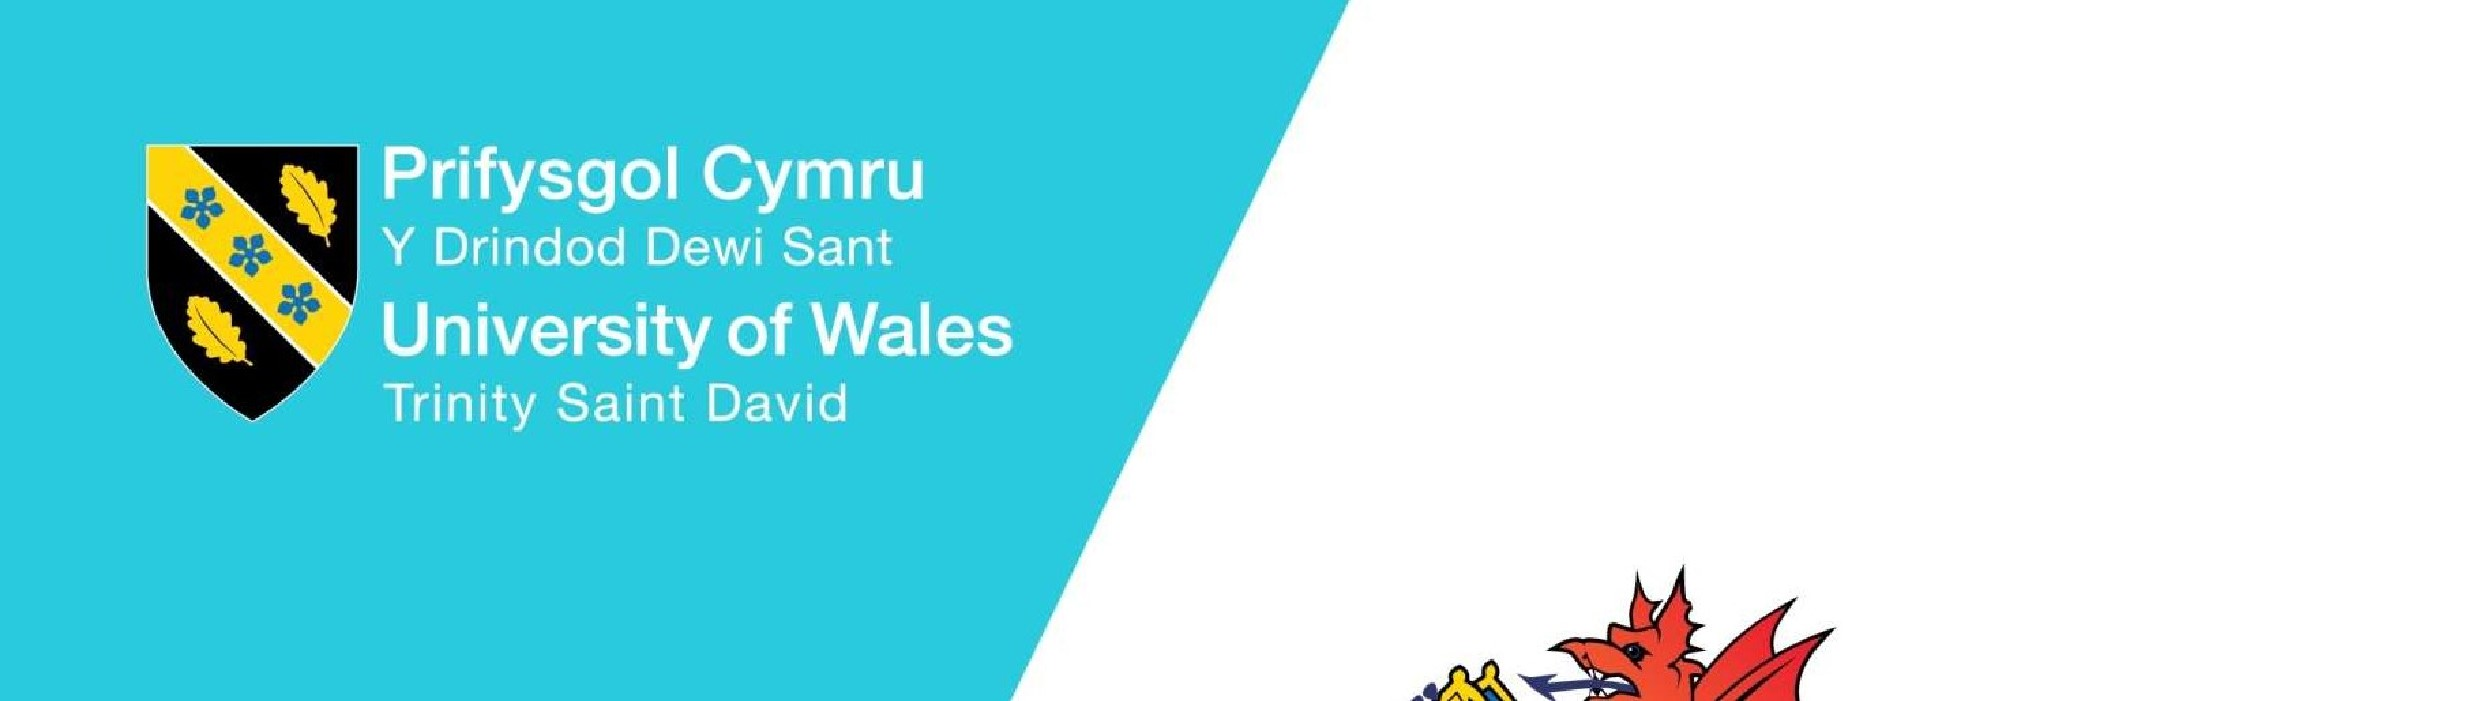 Prifysgol Cymru
Y Drindod Dewi Sant
University of Wales
Trinity Saint David